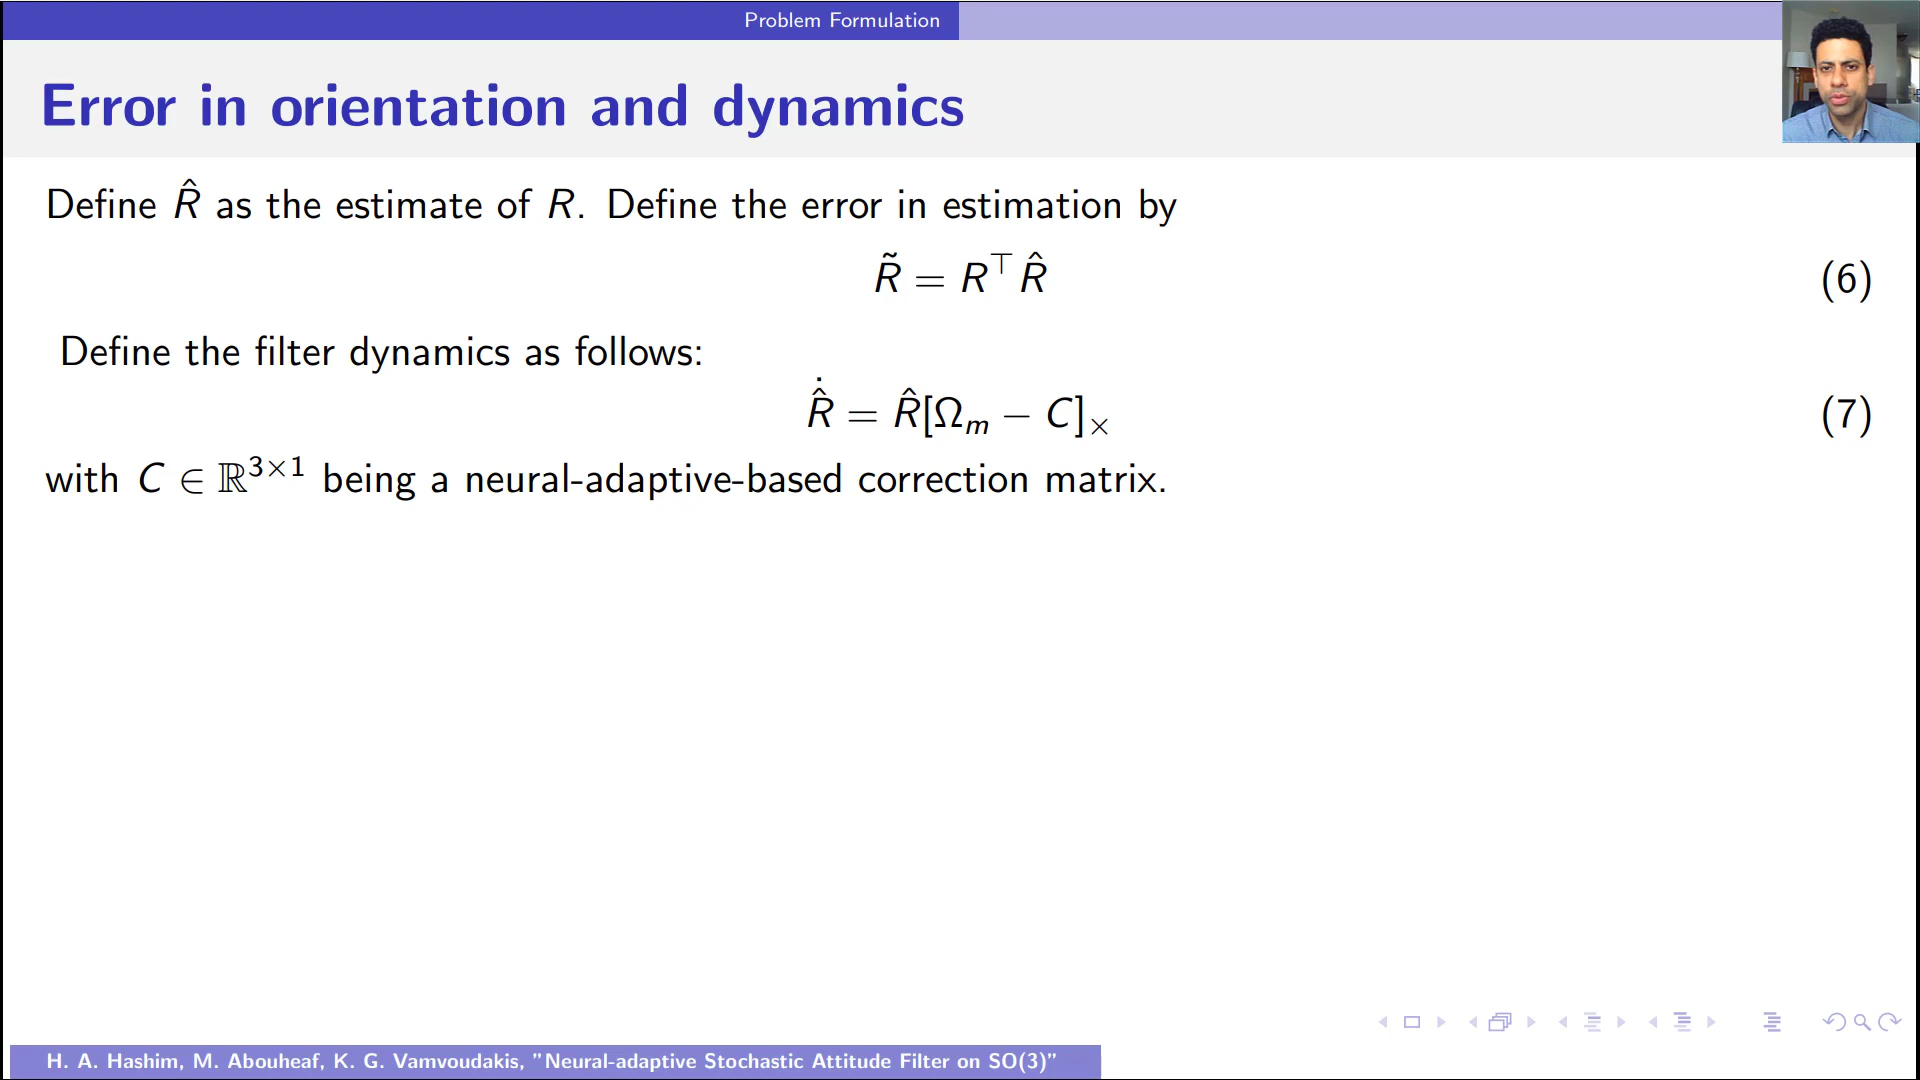 Problem Formulation
Error in orientation and dynamics
Define R̂ as the estimate of R. Define the error in estimation by
R̃ = R⊤R̂ (6)
Define the filter dynamics as follows:
Ṙ̂ = R̂[Ωₘ − C]× (7)
with C ∈ ℝ³ˣ¹ being a neural-adaptive-based correction matrix.
H. A. Hashim, M. Abouheaf, K. G. Vamvoudakis, ”Neural-adaptive Stochastic Attitude Filter on SO(3)”